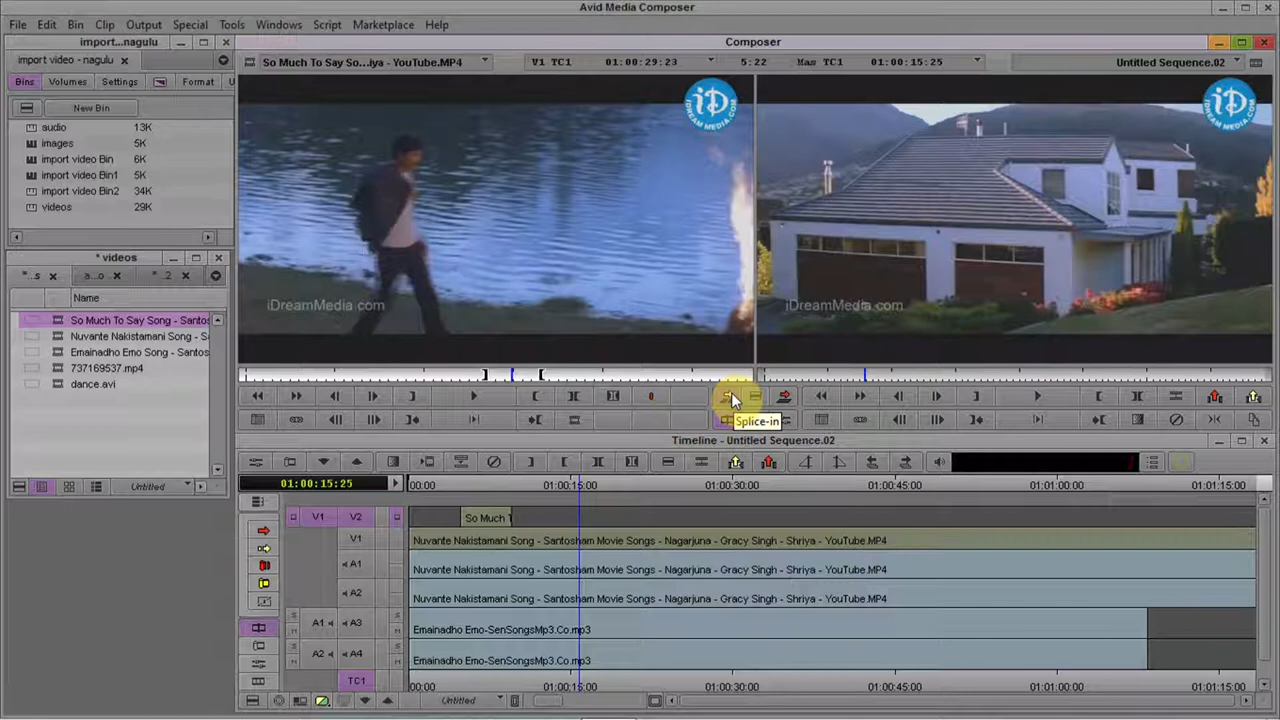 Avid Media Composer
File Edit Bin Clip Output Special Tools Windows Script Marketplace Help
import...nagulu
Composer
import video - nagulu
So Much To Say So...iya - YouTube.MP4
V1 TC1 01:00:29:23 5:22 Mas TC1 01:00:15:25
Untitled Sequence.02
Bins Volumes Settings Format
New Bin
audio 13K
images 5K
import video Bin 6K
import video Bin1 5K
import video Bin2 34K
videos 29K
iD
iDREAM MEDIA.COM
iDreamMedia.com
iD
iDREAM MEDIA.COM
iDreamMedia.com
* videos
*...s a...o *...2
Name
So Much To Say Song - Santos
Nuvante Nakistamani Song - S
Emainadho Emo Song - Santos
737169537.mp4
dance.avi
Untitled
Splice-in
Timeline - Untitled Sequence.02
01:00:15:25
00:00 01:00:15:00 01:00:30:00 01:00:45:00 01:01:00:00 01:01:15:00
V1 V2 So Much T
V1 Nuvante Nakistamani Song - Santosham Movie Songs - Nagarjuna - Gracy Singh - Shriya - YouTube.MP4
A1 Nuvante Nakistamani Song - Santosham Movie Songs - Nagarjuna - Gracy Singh - Shriya - YouTube.MP4
A2 Nuvante Nakistamani Song - Santosham Movie Songs - Nagarjuna - Gracy Singh - Shriya - YouTube.MP4
A1 A3 Emainadho Emo-SenSongsMp3.Co.mp3
A2 A4 Emainadho Emo-SenSongsMp3.Co.mp3
TC1 00:00 01:00:15:00 01:00:30:00 01:00:45:00 01:01:00:00 01:01:15:00
Untitled